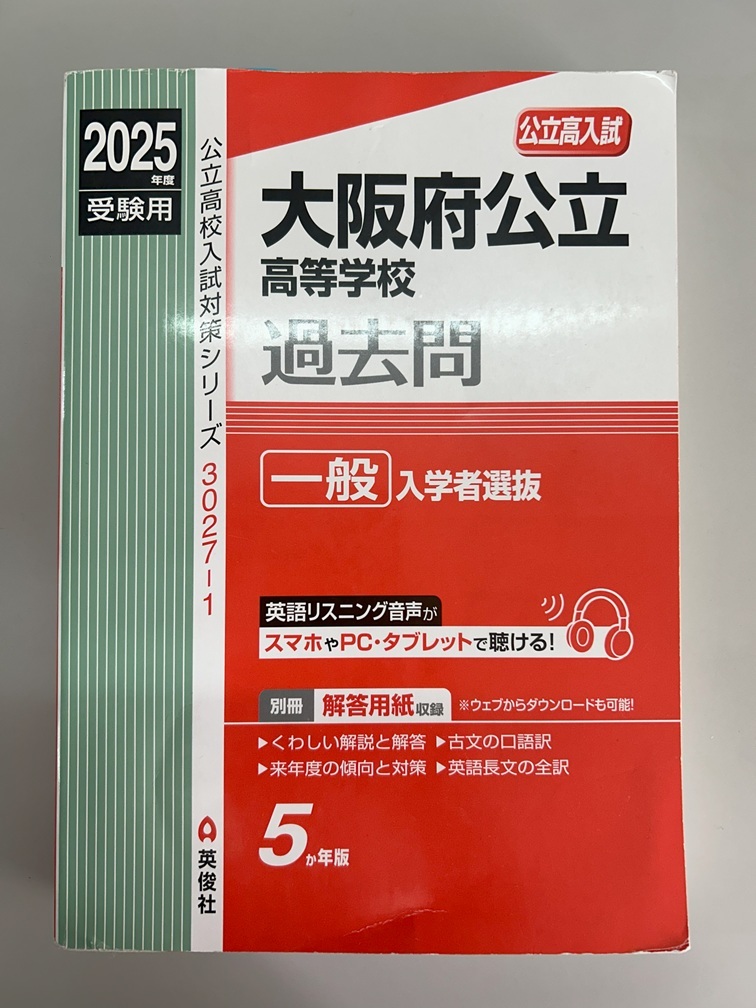 2025
年度
受験用
公立高校入試対策シリーズ 3027-1
英俊社
公立高入試
大阪府公立
高等学校
過去問
一般 入学者選抜
英語リスニング音声が
スマホやPC・タブレットで聴ける!
別冊 解答用紙収録 ※ウェブからダウンロードも可能!
▶くわしい解説と解答 ▶古文の口語訳
▶来年度の傾向と対策 ▶英語長文の全訳
5か年版